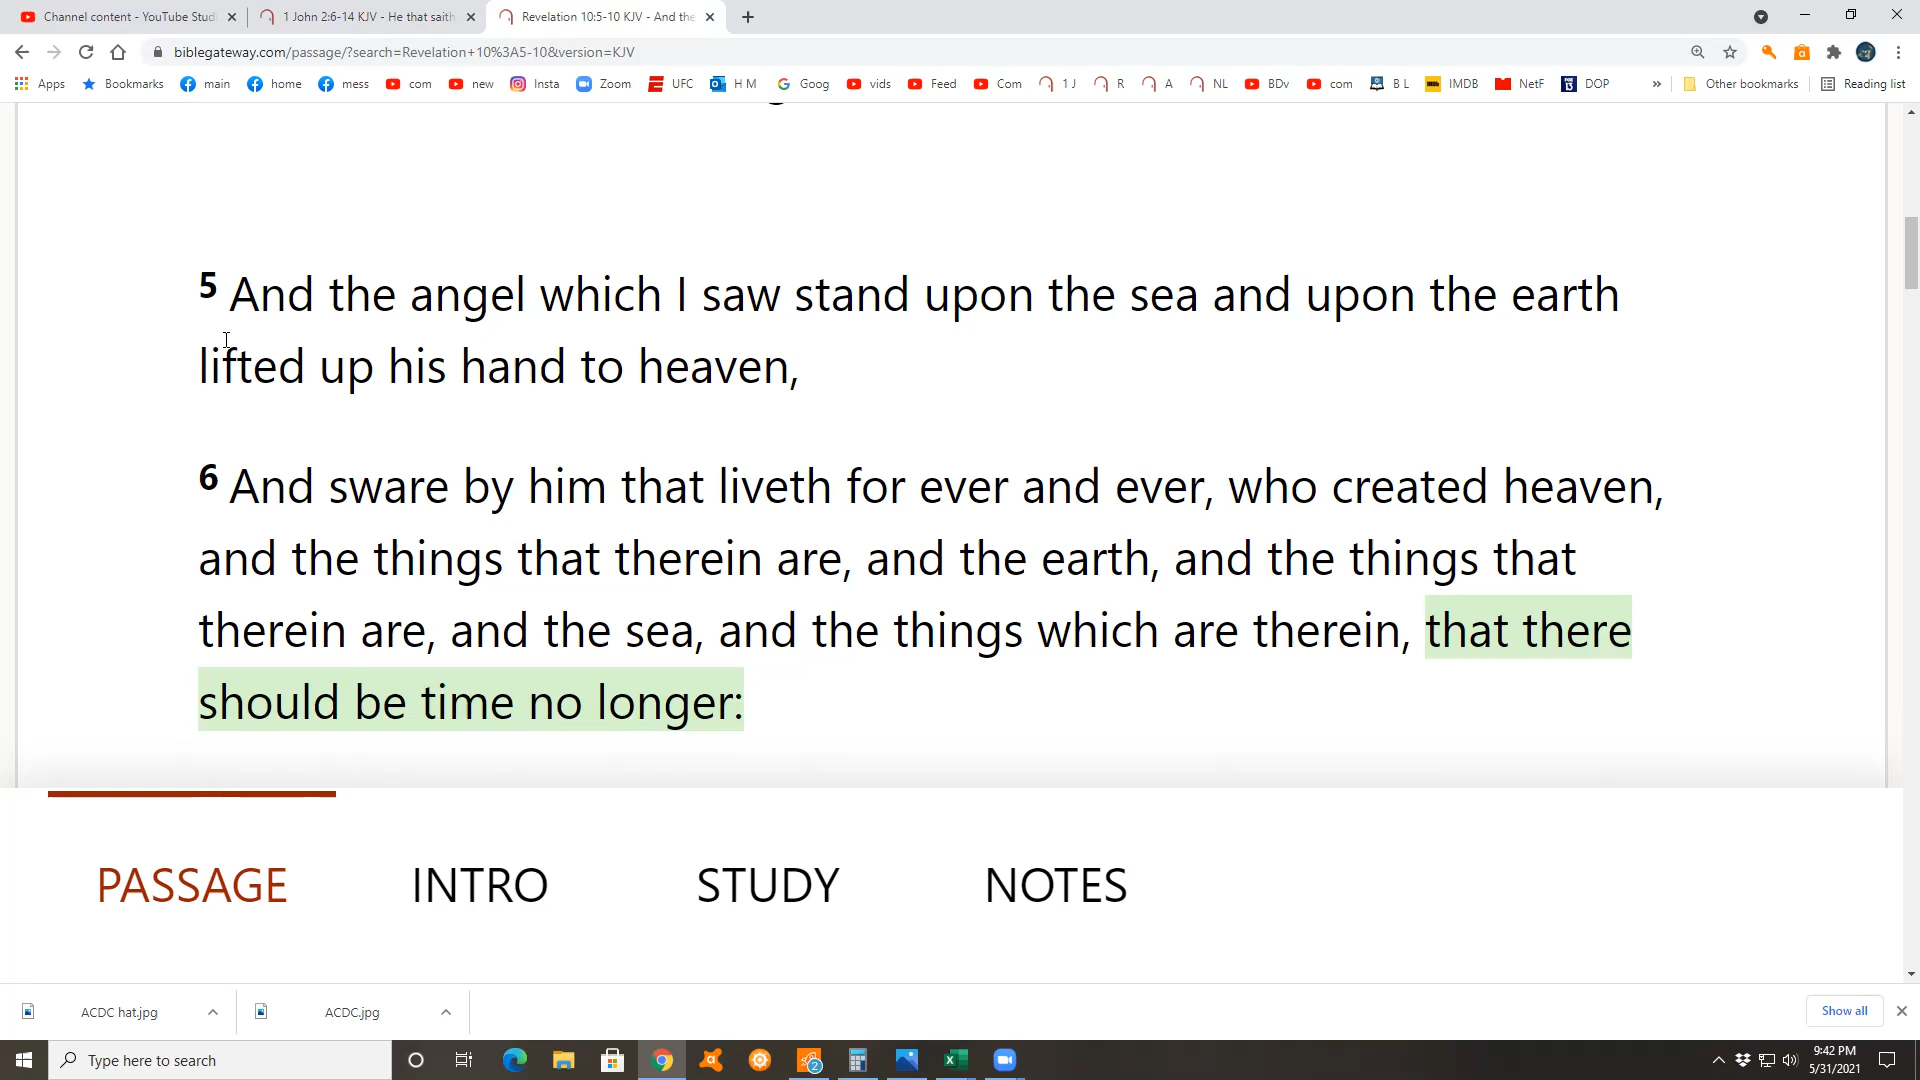 Channel content - YouTube Studi
1 John 2:6-14 KJV - He that saith
Revelation 10:5-10 KJV - And the
biblegateway.com/passage/?search=Revelation+10%3A5-10&version=KJV
Apps Bookmarks main home mess com new Insta Zoom UFC H M Goog vids Feed Com 1 J R A NL BDv com B L IMDB NetF DOP » Other bookmarks Reading list
5 And the angel which I saw stand upon the sea and upon the earth
lifted up his hand to heaven,
6 And sware by him that liveth for ever and ever, who created heaven,
and the things that therein are, and the earth, and the things that
therein are, and the sea, and the things which are therein, that there
should be time no longer:
PASSAGE INTRO STUDY NOTES
ACDC hat.jpg ACDC.jpg Show all
Type here to search
2
9:42 PM
5/31/2021